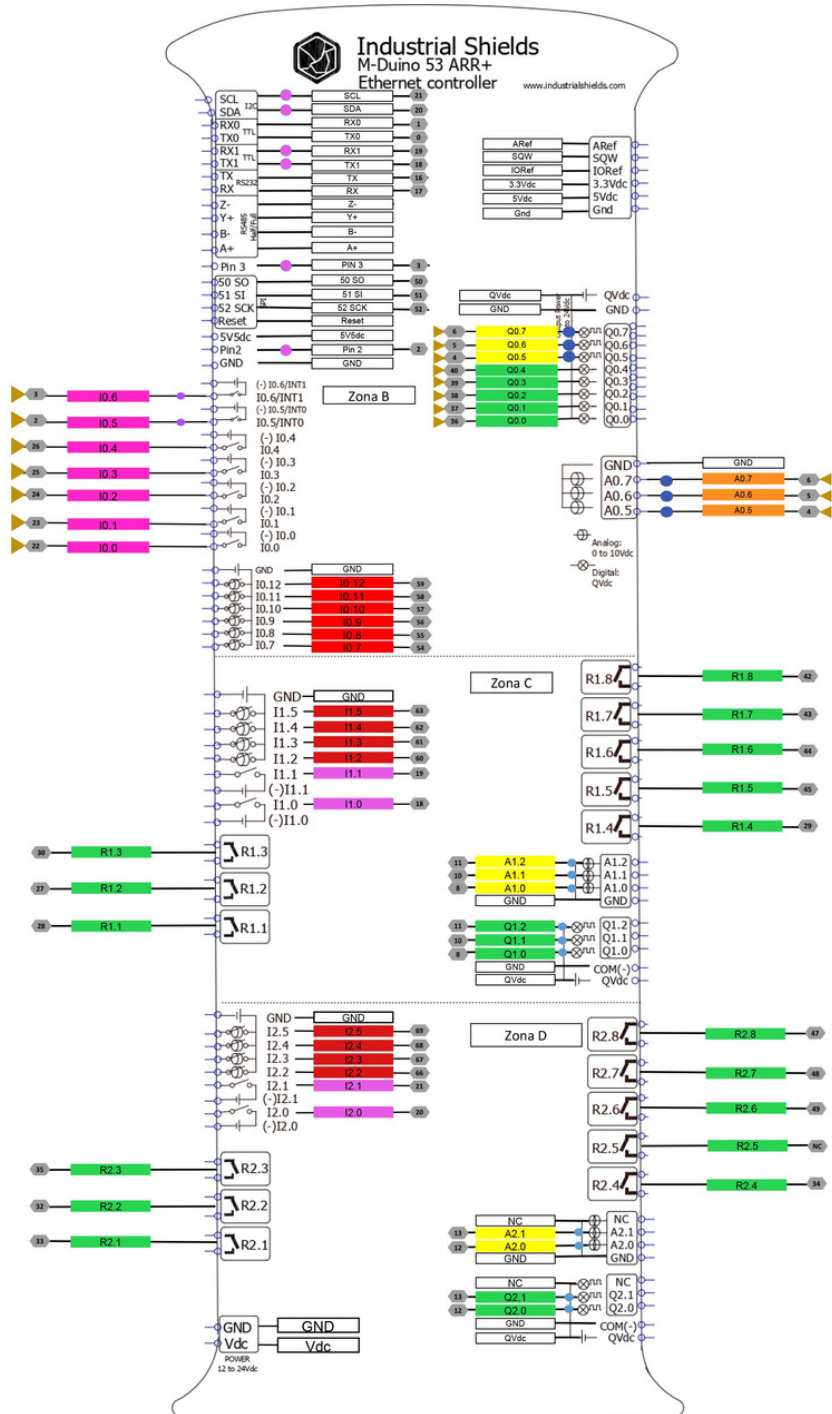 Industrial Shields
M-Duino 53 ARR+
Ethernet controller
www.industrialshields.com
SCL I2C SCL 21
SDA SDA 20
RX0 TTL RX0 1
TX0 TX0 0
RX1 TTL RX1 19
TX1 TX1 18
TX RS232 TX 16
RX RX 17
Z- RS485 Half/Full Z-
Y+ Y+
B- B-
A+ A+
Pin 3 PIN 3 3
50 SO SPI 50 SO 50
51 SI 51 SI 51
52 SCK 52 SCK 52
Reset Reset
5V5dc 5V5dc
Pin2 Pin 2 2
GND GND
ARef ARef
SQW SQW
IORef IORef
3.3Vdc 3.3Vdc
5Vdc 5Vdc
Gnd Gnd
QVdc QVdc
GND GND
6 Q0.7 Q0.7
5 Q0.6 Q0.6
4 Q0.5 Q0.5
40 Q0.4 Q0.4
39 Q0.3 Q0.3
38 Q0.2 Q0.2
37 Q0.1 Q0.1
36 Q0.0 Q0.0
Zona B
(-) I0.6/INT1
3 I0.6 I0.6/INT1
(-) I0.5/INT0
2 I0.5 I0.5/INT0
(-) I0.4
26 I0.4 I0.4
(-) I0.3
25 I0.3 I0.3
(-) I0.2
24 I0.2 I0.2
(-) I0.1
23 I0.1 I0.1
(-) I0.0
22 I0.0 I0.0
GND GND
A0.7 A0.7 6
A0.6 A0.6 5
A0.5 A0.5 4
Analog:
0 to 10Vdc
Digital:
QVdc
GND GND
I0.12 I0.12 59
I0.11 I0.11 58
I0.10 I0.10 57
I0.9 I0.9 56
I0.8 I0.8 55
I0.7 I0.7 54
Zona C
GND GND
I1.5 I1.5 63
I1.4 I1.4 62
I1.3 I1.3 61
I1.2 I1.2 60
I1.1 I1.1 19
(-)I1.1
I1.0 I1.0 18
(-)I1.0
30 R1.3 R1.3
27 R1.2 R1.2
28 R1.1 R1.1
R1.8 R1.8 42
R1.7 R1.7 43
R1.6 R1.6 44
R1.5 R1.5 45
R1.4 R1.4 29
11 A1.2 A1.2
10 A1.1 A1.1
8 A1.0 A1.0
GND GND
11 Q1.2 Q1.2
10 Q1.1 Q1.1
8 Q1.0 Q1.0
GND COM(-)
QVdc QVdc
Zona D
GND GND
I2.5 I2.5 69
I2.4 I2.4 68
I2.3 I2.3 67
I2.2 I2.2 66
I2.1 I2.1 21
(-)I2.1
I2.0 I2.0 20
(-)I2.0
35 R2.3 R2.3
32 R2.2 R2.2
33 R2.1 R2.1
R2.8 R2.8 47
R2.7 R2.7 48
R2.6 R2.6 49
R2.5 R2.5 NC
R2.4 R2.4 34
NC NC
13 A2.1 A2.1
12 A2.0 A2.0
GND GND
NC NC
13 Q2.1 Q2.1
12 Q2.0 Q2.0
GND COM(-)
QVdc QVdc
GND GND
Vdc Vdc
POWER
12 to 24Vdc